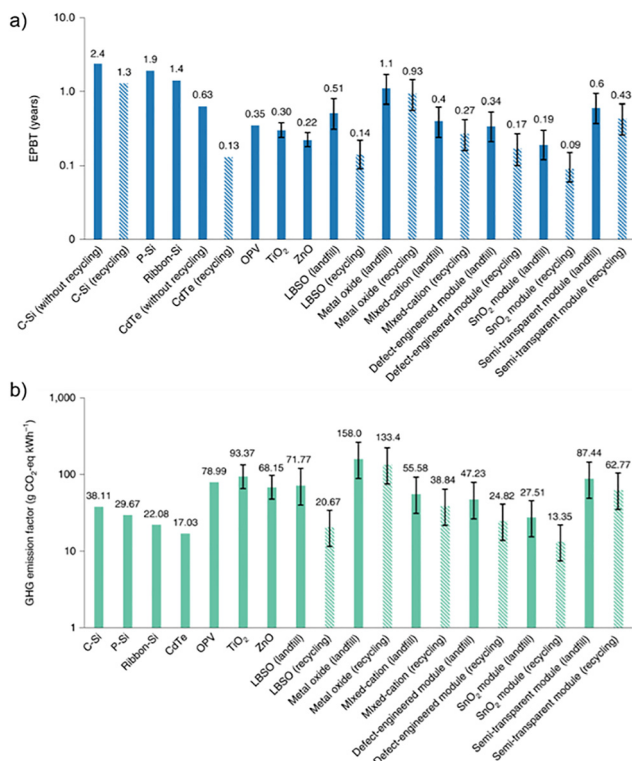 a)
EPBT (years)
10.0
1.0
0.1
0
2.4
1.3
1.9
1.4
0.63
0.13
0.35
0.30
0.22
0.51
0.14
1.1
0.93
0.4
0.27
0.34
0.17
0.19
0.09
0.6
0.43
C-Si (without recycling)
C-Si (recycling)
P-Si
Ribbon-Si
CdTe (without recycling)
CdTe (recycling)
OPV
TiO₂
ZnO
LBSO (landfill)
LBSO (recycling)
Metal oxide (landfill)
Metal oxide (recycling)
MIxed-cation (landfill)
MIxed-cation (recycling)
Defect-engineered module (landfill)
Defect-engineered module (recycling)
SnO₂ module (landfill)
SnO₂ module (recycling)
Semi-transparent module (landfill)
Semi-transparent module (recycling)
b)
GHG emission factor (g CO₂-eq kWh⁻¹)
1,000
100
10
1
38.11
29.67
22.08
17.03
78.99
93.37
68.15
71.77
20.67
158.0
133.4
55.58
38.84
47.23
24.82
27.51
13.35
87.44
62.77
C-Si
P-Si
Ribbon-Si
CdTe
OPV
TiO₂
ZnO
LBSO (landfill)
LBSO (recycling)
Metal oxide (landfill)
Metal oxide (recycling)
MIxed-cation (landfill)
MIxed-cation (recycling)
Defect-engineered module (landfill)
Defect-engineered module (recycling)
SnO₂ module (landfill)
SnO₂ module (recycling)
Semi-transparent module (landfill)
Semi-transparent module (recycling)